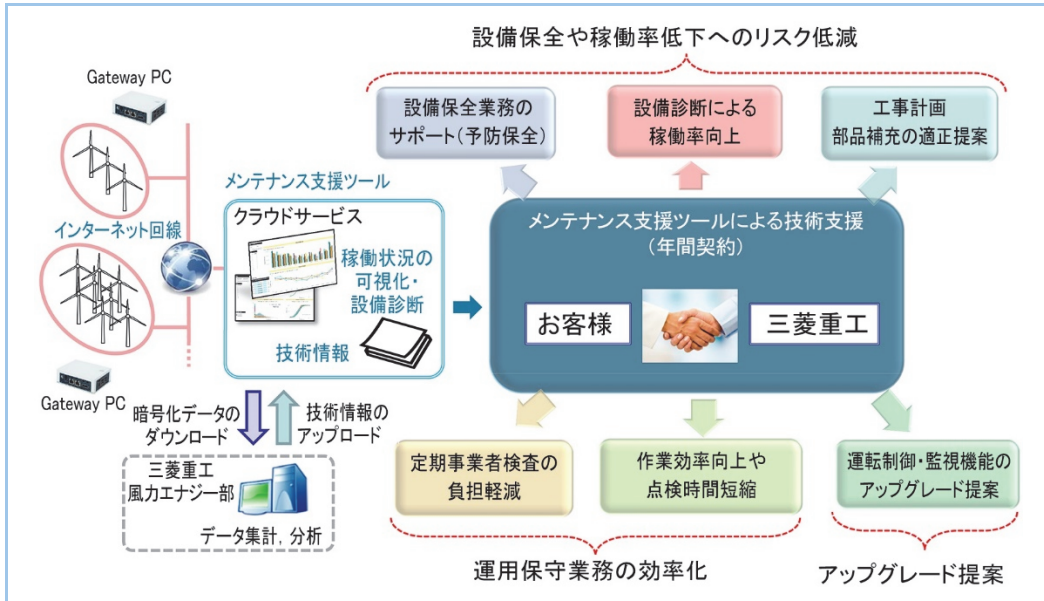 設備保全や稼働率低下へのリスク低減
Gateway PC
設備保全業務の
サポート(予防保全)
設備診断による
稼働率向上
工事計画
部品補充の適正提案
インターネット回線
メンテナンス支援ツール
クラウドサービス
稼働状況の
可視化・
設備診断
技術情報
メンテナンス支援ツールによる技術支援
(年間契約)
お客様
三菱重工
Gateway PC
暗号化データの
ダウンロード
技術情報の
アップロード
三菱重工
風力エナジー部
データ集計, 分析
定期事業者検査の
負担軽減
作業効率向上や
点検時間短縮
運転制御・監視機能の
アップグレード提案
運用保守業務の効率化
アップグレード提案